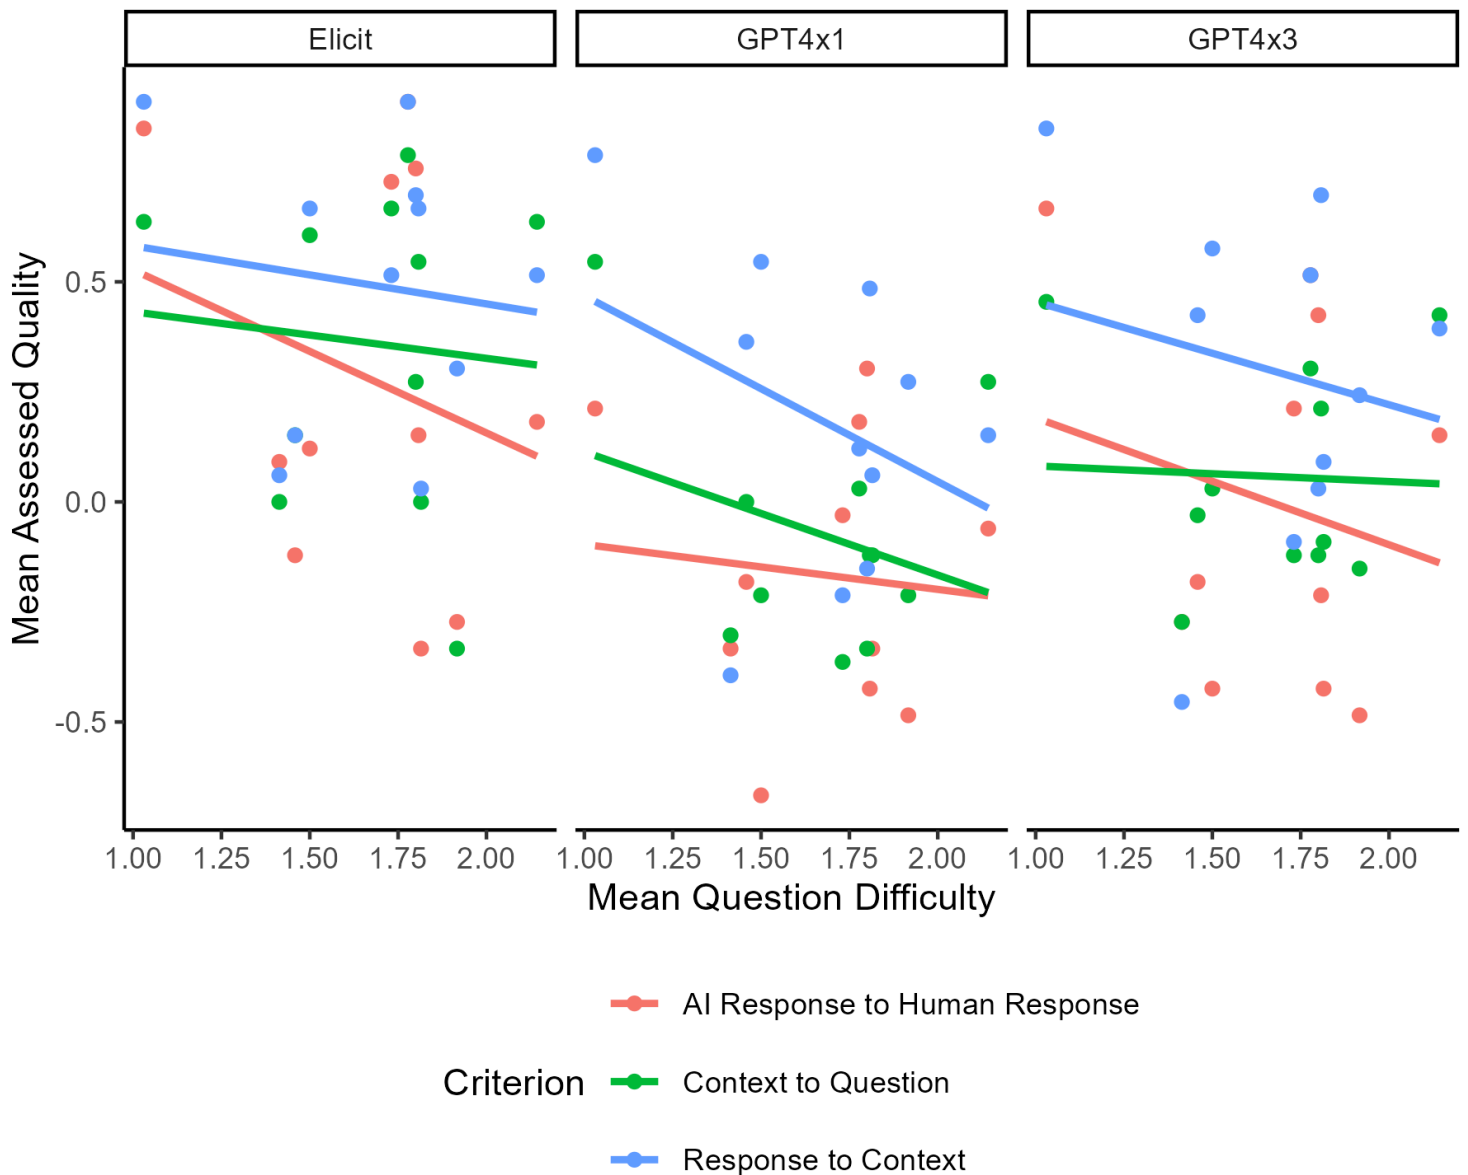 Elicit GPT4x1 GPT4x3
Mean Assessed Quality
0.5
0.0
-0.5
1.00 1.25 1.50 1.75 2.00 1.00 1.25 1.50 1.75 2.00 1.00 1.25 1.50 1.75 2.00
Mean Question Difficulty
AI Response to Human Response
Criterion Context to Question
Response to Context